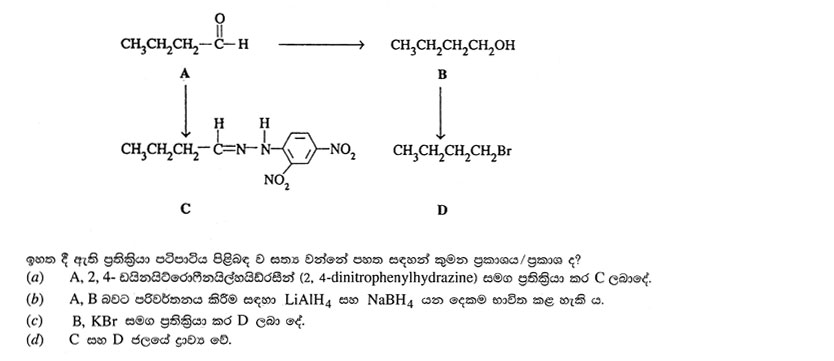 O
CH₃CH₂CH₂–C–H ⟶ CH₃CH₂CH₂CH₂OH
A B
H H
CH₃CH₂CH₂–C=N–N– –NO₂ CH₃CH₂CH₂CH₂Br
NO₂
C D
ඉහත දී ඇති ප්‍රතික්‍රියා පටිපාටිය පිළිබඳ ව සත්‍ය වන්නේ පහත සඳහන් කුමන ප්‍රකාශය/ප්‍රකාශ ද?
(a) A, 2, 4- ඩයිනයිට්රොෆීනයිල්හයිඩ්රසීන් (2, 4-dinitrophenylhydrazine) සමග ප්‍රතික්‍රියා කර C ලබාදේ.
(b) A, B බවට පරිවර්තනය කිරීම සඳහා LiAlH₄ සහ NaBH₄ යන දෙකම භාවිත කළ හැකි ය.
(c) B, KBr සමග ප්‍රතික්‍රියා කර D ලබා දේ.
(d) C සහ D ජලයේ ද්‍රාව්‍ය වේ.